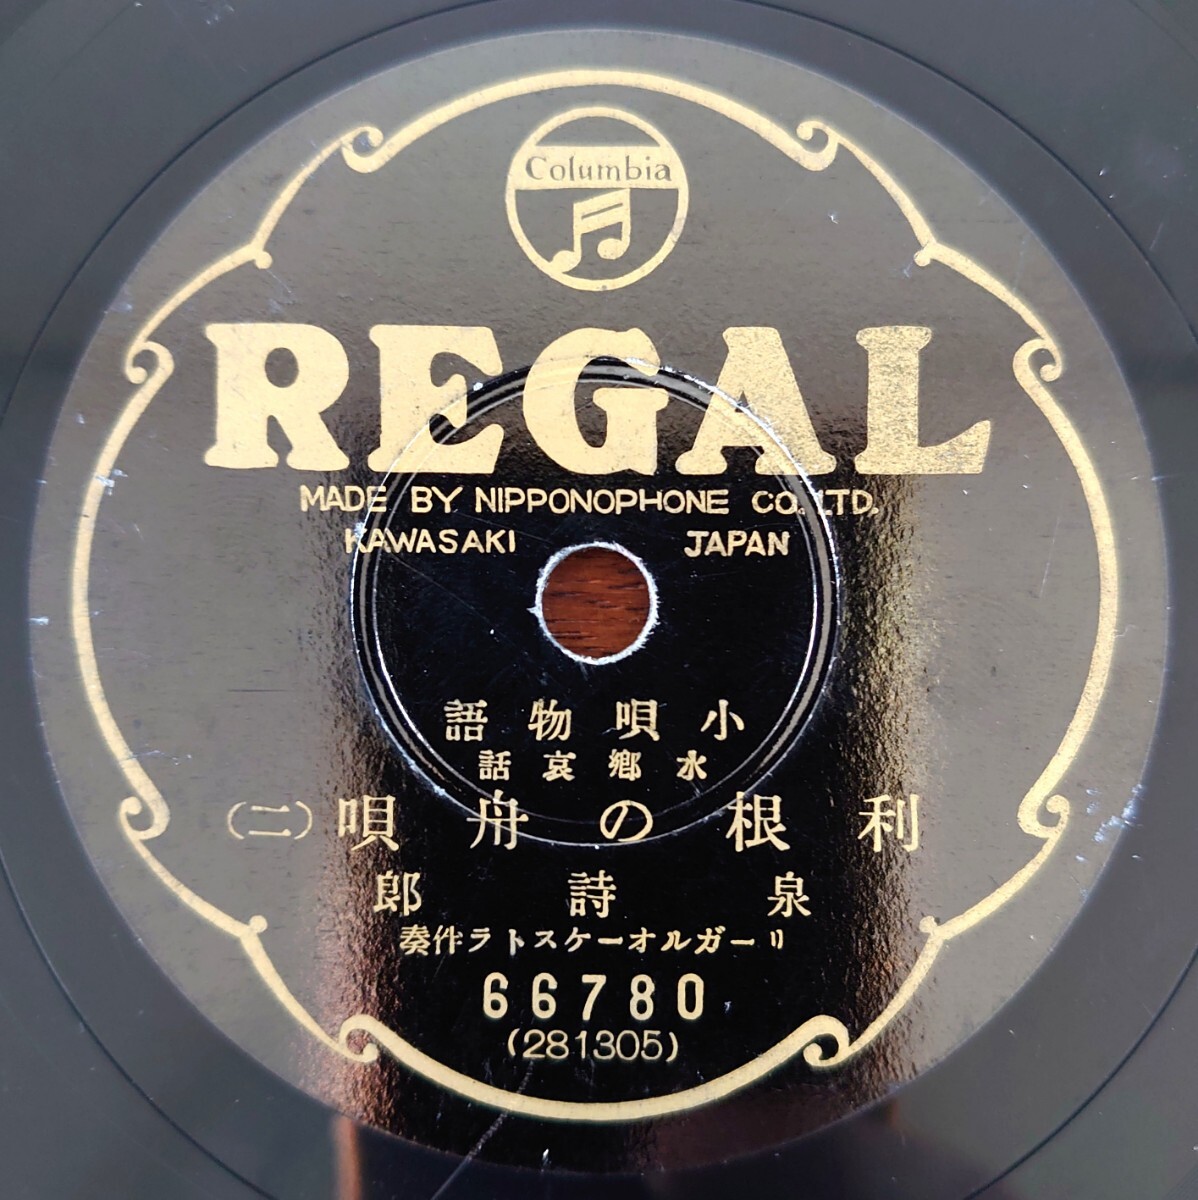 Columbia
REGAL
MADE BY NIPPONOPHONE CO. LTD.
KAWASAKI JAPAN
小唄物語
水郷哀話
利根の舟唄(二)
泉詩郎
リーガルオーケストラ伴奏
66780
(281305)